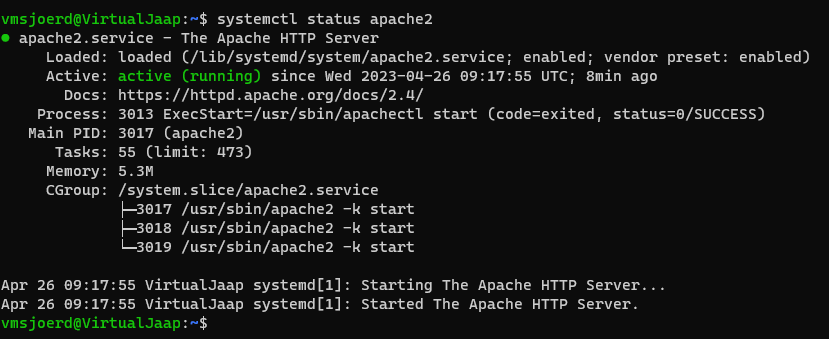 vmsjoerd@VirtualJaap:~$ systemctl status apache2
● apache2.service - The Apache HTTP Server
     Loaded: loaded (/lib/systemd/system/apache2.service; enabled; vendor preset: enabled)
     Active: active (running) since Wed 2023-04-26 09:17:55 UTC; 8min ago
       Docs: https://httpd.apache.org/docs/2.4/
    Process: 3013 ExecStart=/usr/sbin/apachectl start (code=exited, status=0/SUCCESS)
   Main PID: 3017 (apache2)
      Tasks: 55 (limit: 473)
     Memory: 5.3M
     CGroup: /system.slice/apache2.service
             ├─3017 /usr/sbin/apache2 -k start
             ├─3018 /usr/sbin/apache2 -k start
             └─3019 /usr/sbin/apache2 -k start

Apr 26 09:17:55 VirtualJaap systemd[1]: Starting The Apache HTTP Server...
Apr 26 09:17:55 VirtualJaap systemd[1]: Started The Apache HTTP Server.
vmsjoerd@VirtualJaap:~$